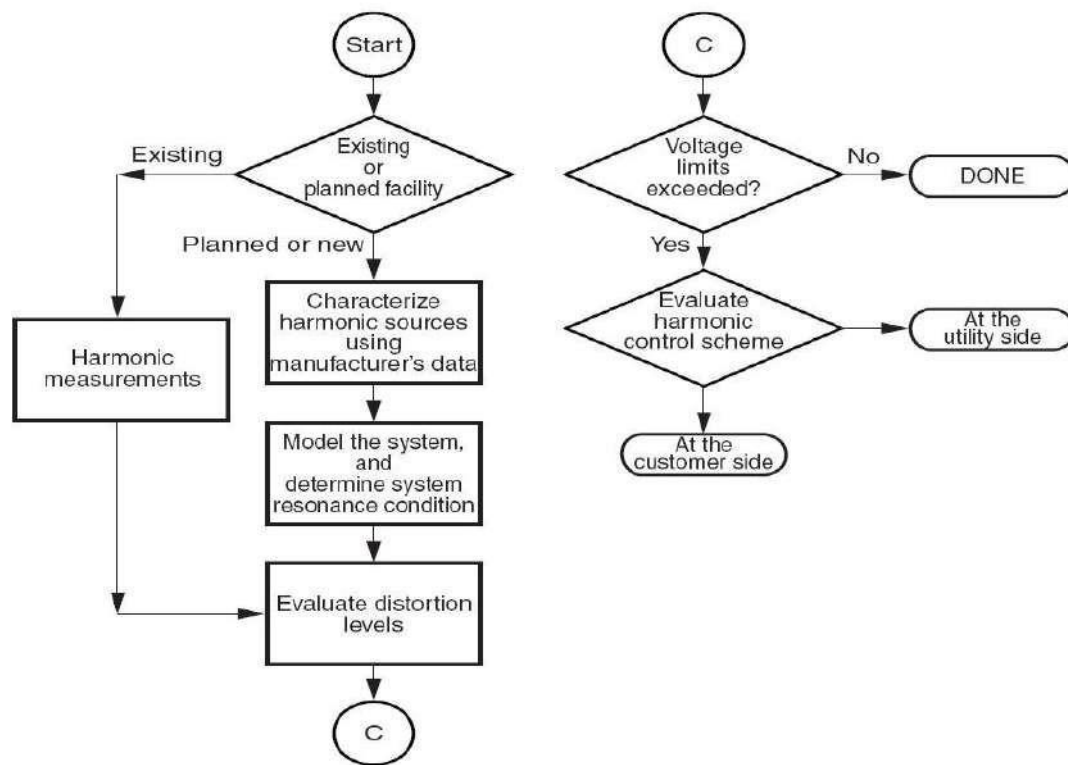 Start
Existing
or
planned facility
Existing
Planned or new
Characterize
harmonic sources
using
manufacturer's data
Harmonic
measurements
Model the system,
and
determine system
resonance condition
Evaluate distortion
levels
C
C
Voltage
limits
exceeded?
No
DONE
Yes
Evaluate
harmonic
control scheme
At the
utility side
At the
customer side